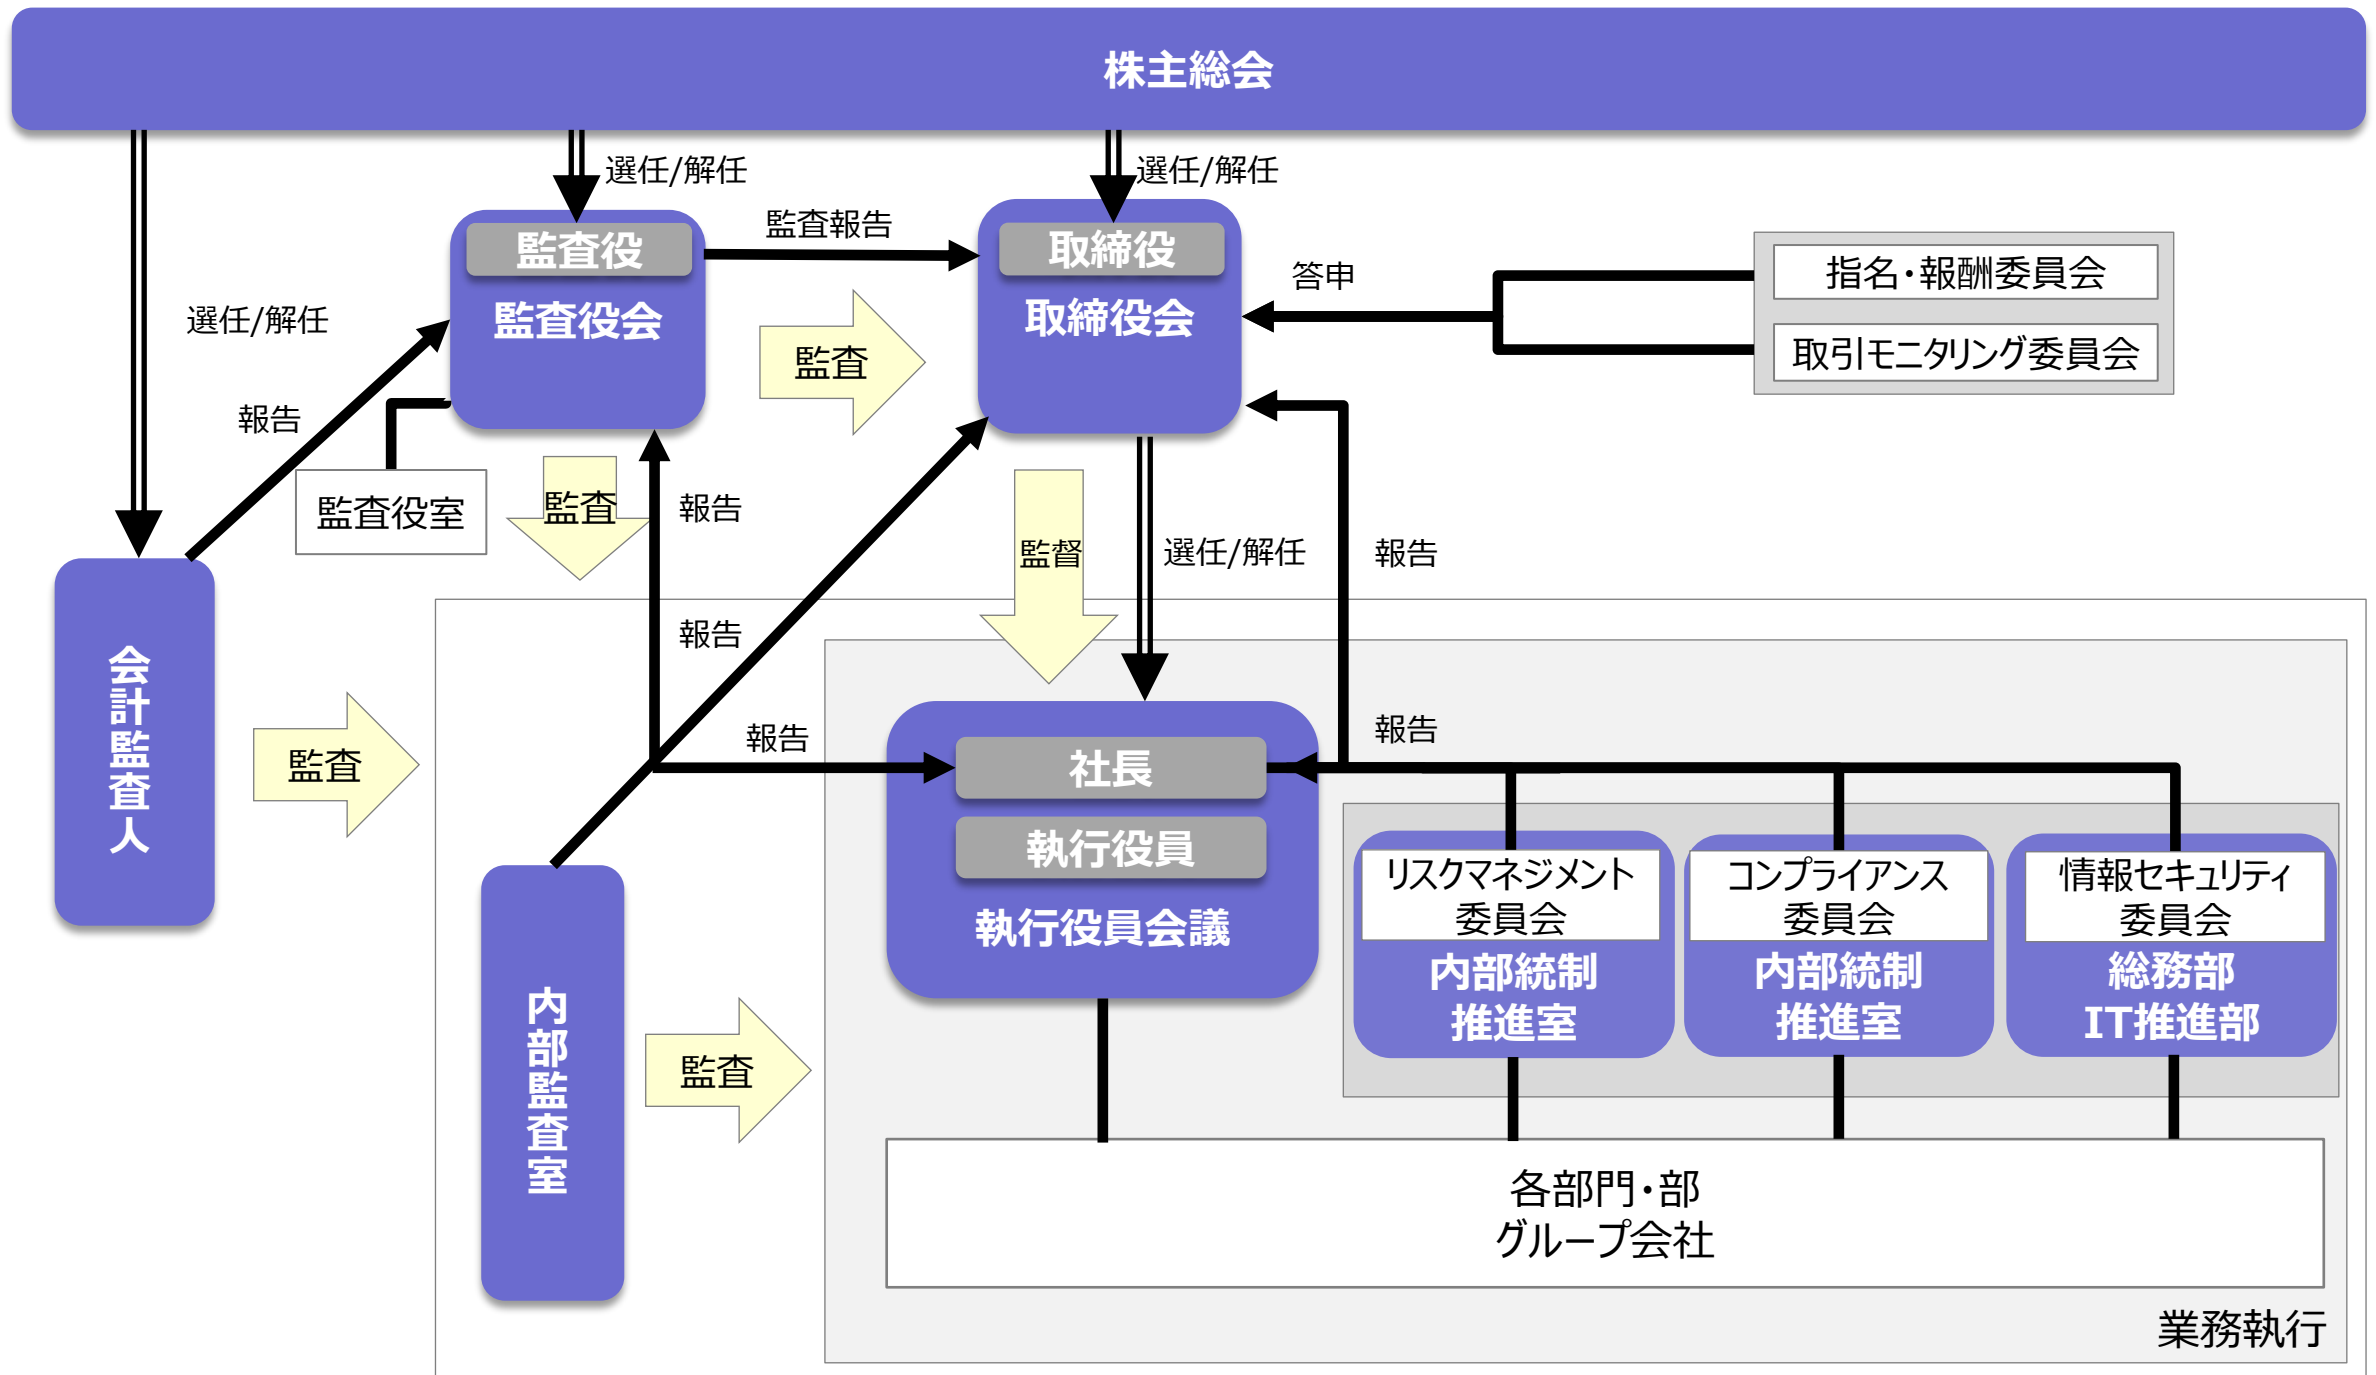 株主総会
選任/解任
選任/解任
監査役
監査報告
取締役
監査役会
取締役会
答申
指名・報酬委員会
取引モニタリング委員会
選任/解任
監査
報告
監査役室
監査
報告
監督
選任/解任
報告
報告
会計監査人
監査
報告
報告
社長
執行役員
執行役員会議
リスクマネジメント
委員会
内部統制
推進室
コンプライアンス
委員会
内部統制
推進室
情報セキュリティ
委員会
総務部
IT推進部
内部監査室
監査
各部門・部
グループ会社
業務執行